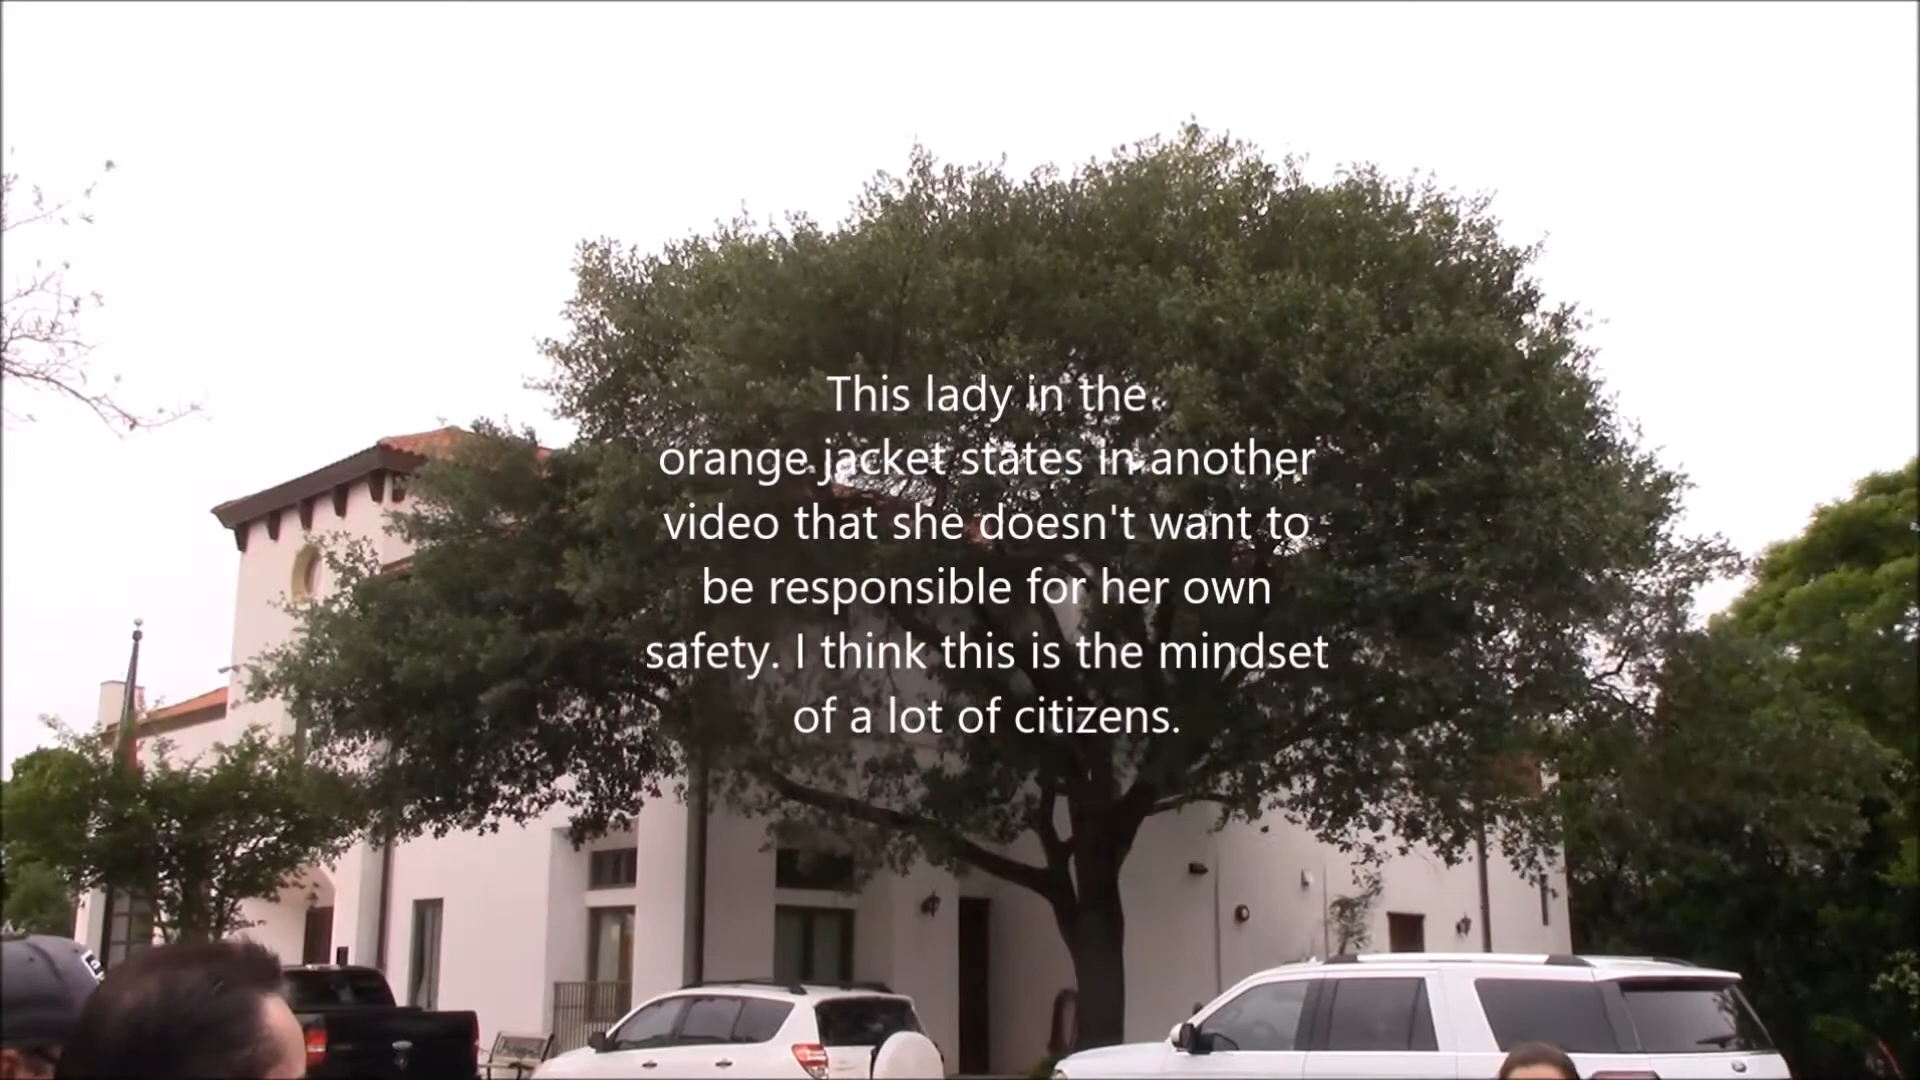 This lady in the
orange jacket states in another
video that she doesn't want to
be responsible for her own
safety. I think this is the mindset
of a lot of citizens.